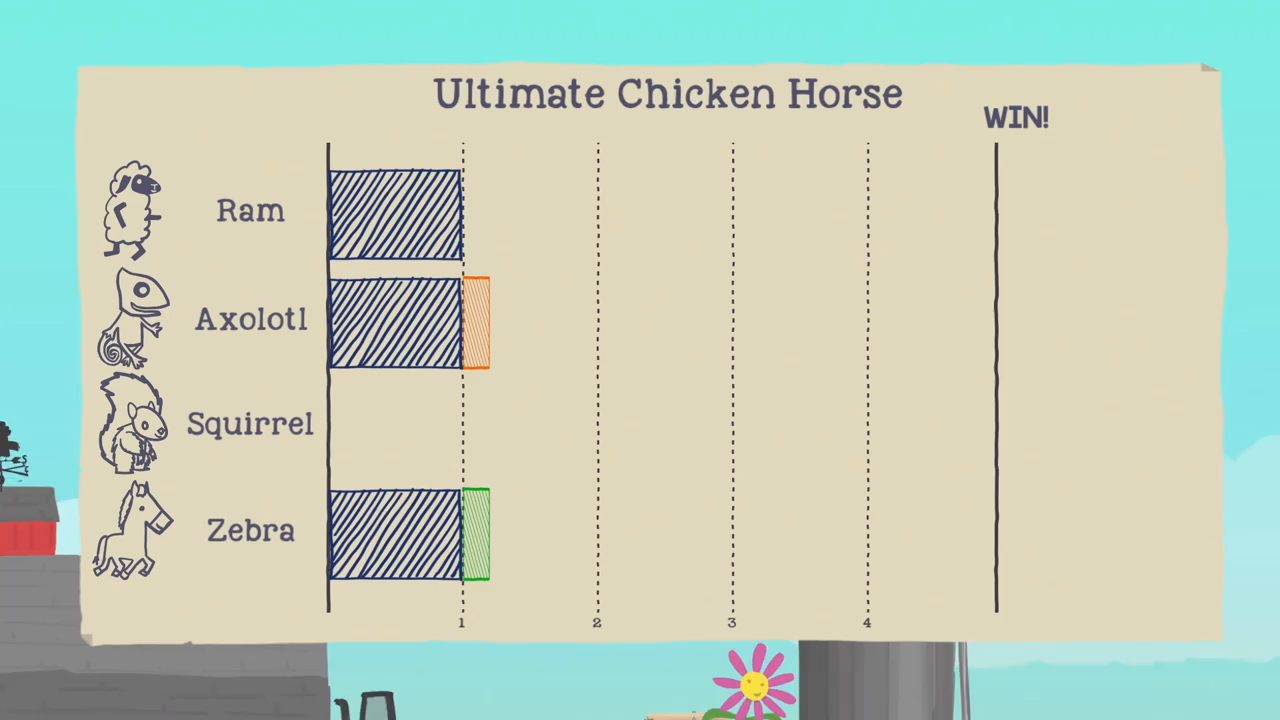 Ultimate Chicken Horse
WIN!
Ram
Axolotl
Squirrel
Zebra
1 2 3 4